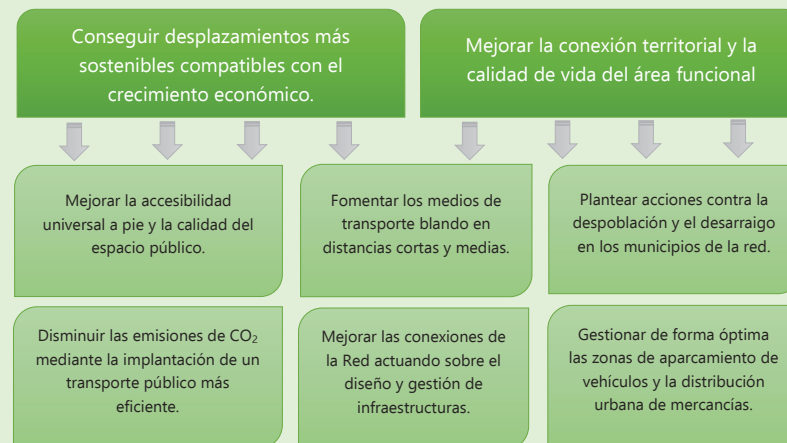 Conseguir desplazamientos más
sostenibles compatibles con el
crecimiento económico.
Mejorar la conexión territorial y la
calidad de vida del área funcional
Mejorar la accesibilidad
universal a pie y la calidad del
espacio público.
Fomentar los medios de
transporte blando en
distancias cortas y medias.
Plantear acciones contra la
despoblación y el desarraigo
en los municipios de la red.
Disminuir las emisiones de CO₂
mediante la implantación de un
transporte público más
eficiente.
Mejorar las conexiones de
la Red actuando sobre el
diseño y gestión de
infraestructuras.
Gestionar de forma óptima
las zonas de aparcamiento de
vehículos y la distribución
urbana de mercancías.